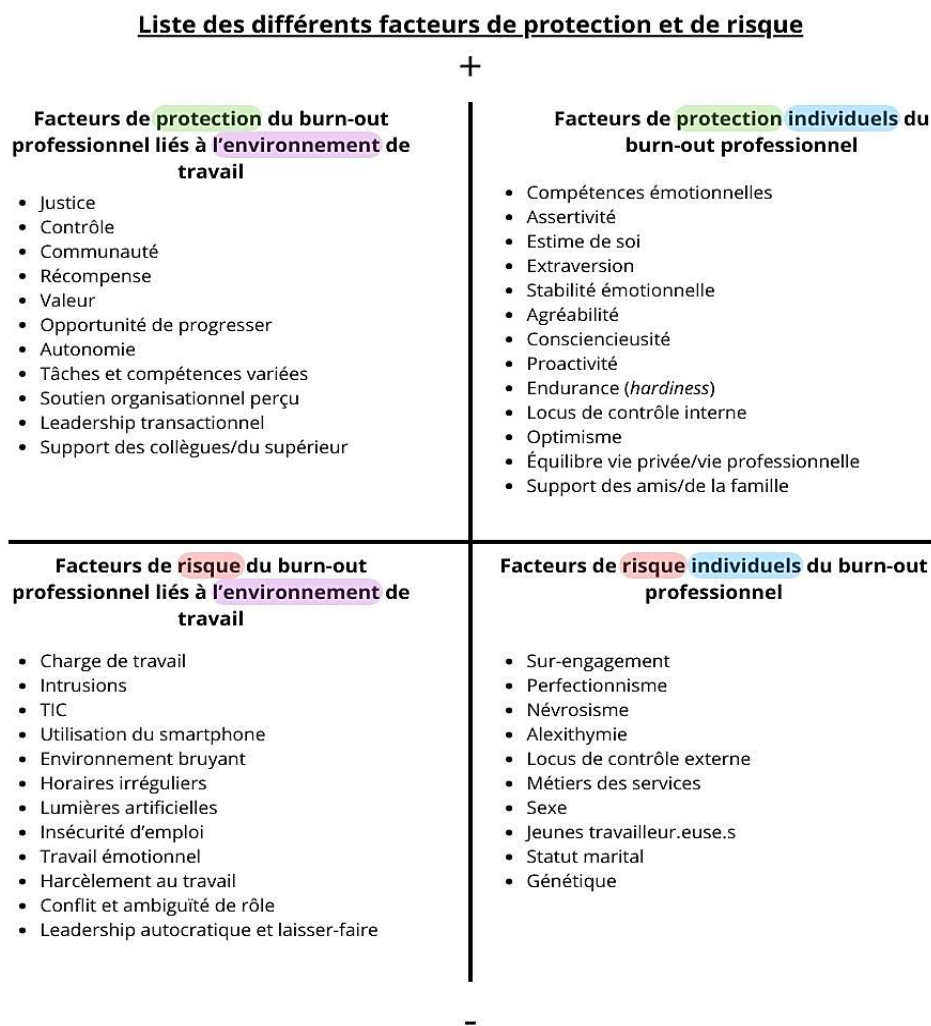 Liste des différents facteurs de protection et de risque
+
Facteurs de protection du burn-out
professionnel liés à l'environnement de
travail
• Justice
• Contrôle
• Communauté
• Récompense
• Valeur
• Opportunité de progresser
• Autonomie
• Tâches et compétences variées
• Soutien organisationnel perçu
• Leadership transactionnel
• Support des collègues/du supérieur
Facteurs de protection individuels du
burn-out professionnel
• Compétences émotionnelles
• Assertivité
• Estime de soi
• Extraversion
• Stabilité émotionnelle
• Agréabilité
• Consciencieusité
• Proactivité
• Endurance (hardiness)
• Locus de contrôle interne
• Optimisme
• Équilibre vie privée/vie professionnelle
• Support des amis/de la famille
Facteurs de risque du burn-out
professionnel liés à l'environnement de
travail
• Charge de travail
• Intrusions
• TIC
• Utilisation du smartphone
• Environnement bruyant
• Horaires irréguliers
• Lumières artificielles
• Insécurité d'emploi
• Travail émotionnel
• Harcèlement au travail
• Conflit et ambiguïté de rôle
• Leadership autocratique et laisser-faire
Facteurs de risque individuels du burn-out
professionnel
• Sur-engagement
• Perfectionnisme
• Névrosisme
• Alexithymie
• Locus de contrôle externe
• Métiers des services
• Sexe
• Jeunes travailleur.euse.s
• Statut marital
• Génétique
-